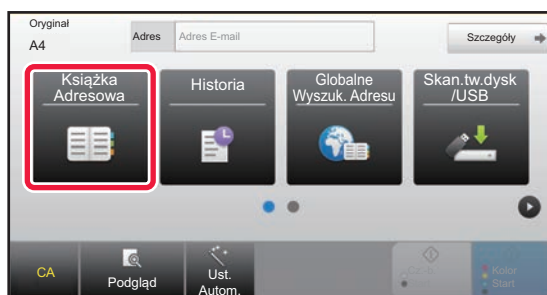 Oryginał
A4
Adres
Adres E-mail
Szczegóły
Książka
Adresowa
Historia
Globalne
Wyszuk. Adresu
Skan.tw.dysk
/USB
CA
Podgląd
Ust.
Autom.
Kolor
Start